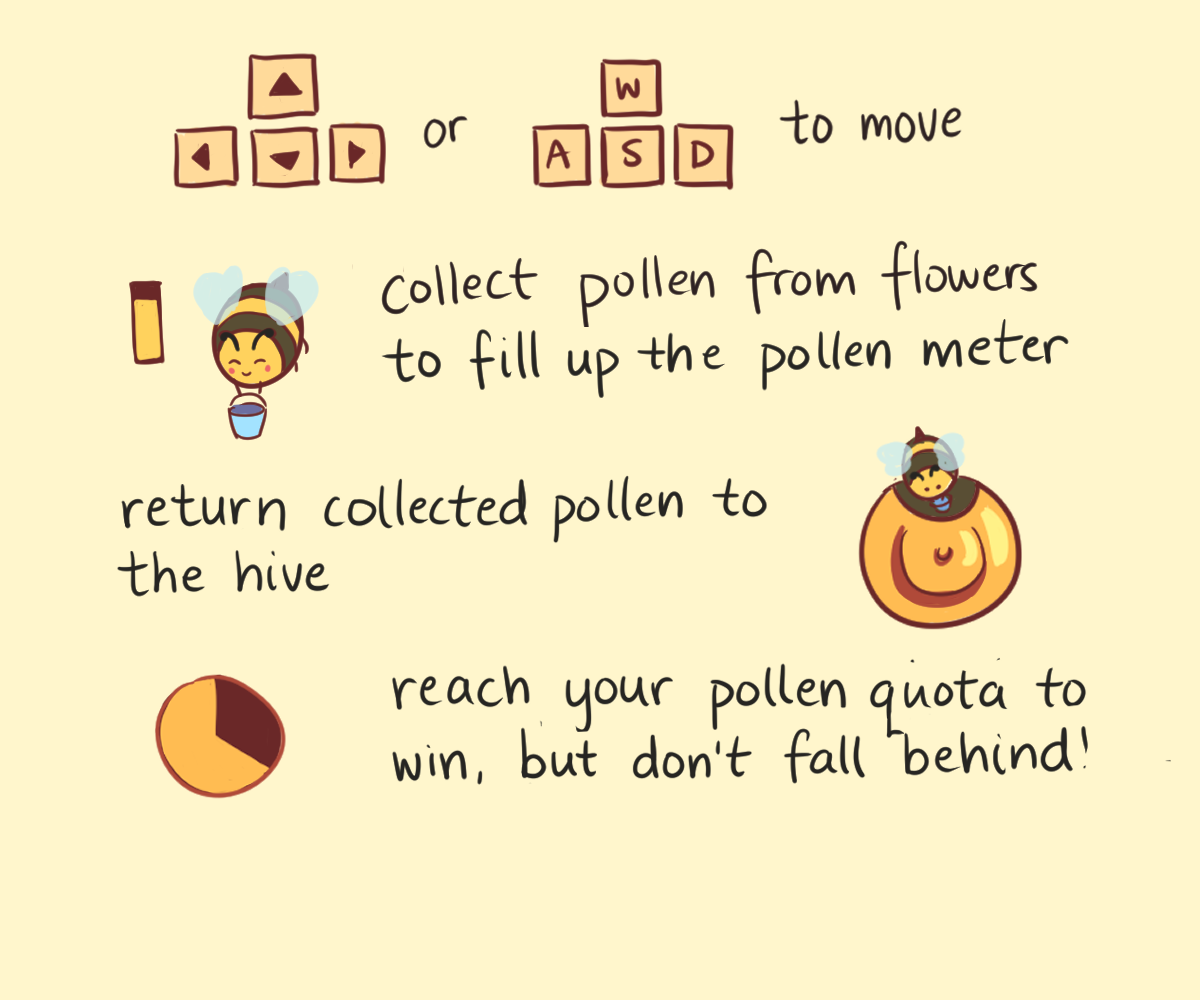 or W to move
A S D
collect pollen from flowers
to fill up the pollen meter
return collected pollen to
the hive
reach your pollen quota to
win, but don't fall behind!